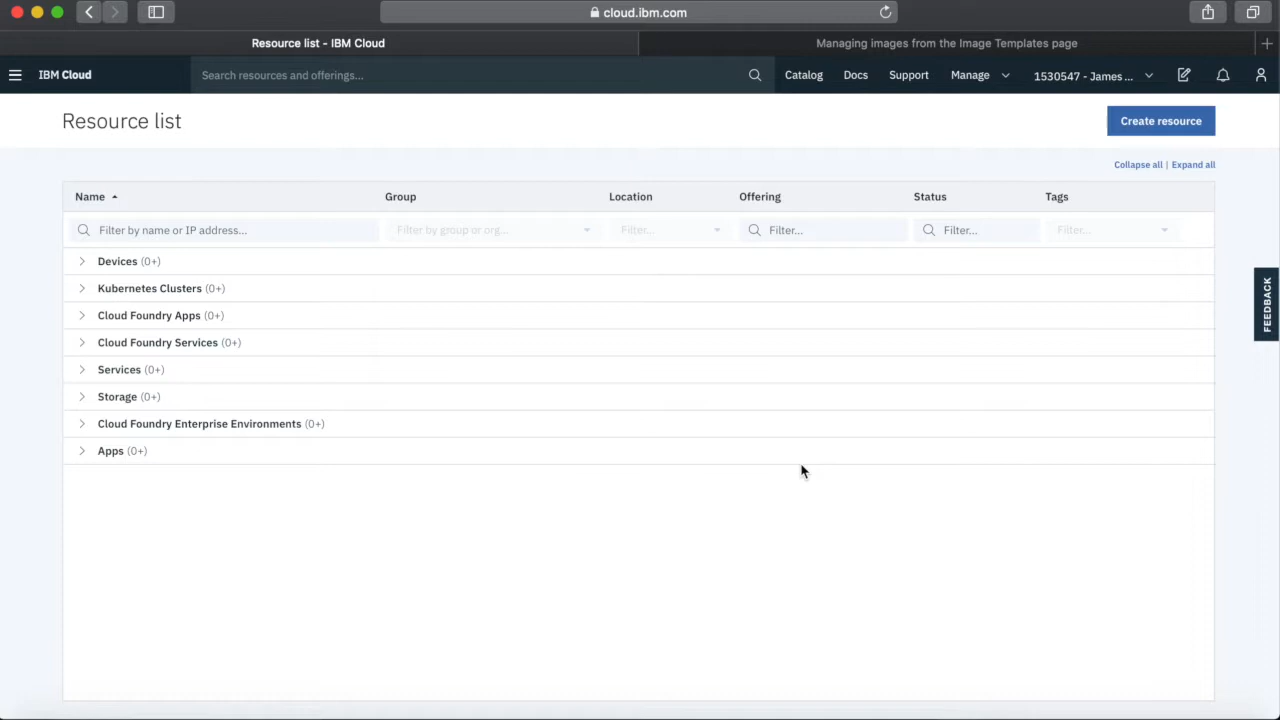 cloud.ibm.com
Resource list - IBM Cloud
Managing images from the Image Templates page
IBM Cloud
Search resources and offerings...
Catalog
Docs
Support
Manage
1530547 - James ...
Resource list
Create resource
Collapse all | Expand all
Name
Group
Location
Offering
Status
Tags
Filter by name or IP address...
Filter by group or org...
Filter...
Filter...
Filter...
Filter...
Devices (0+)
Kubernetes Clusters (0+)
Cloud Foundry Apps (0+)
Cloud Foundry Services (0+)
Services (0+)
Storage (0+)
Cloud Foundry Enterprise Environments (0+)
Apps (0+)
FEEDBACK